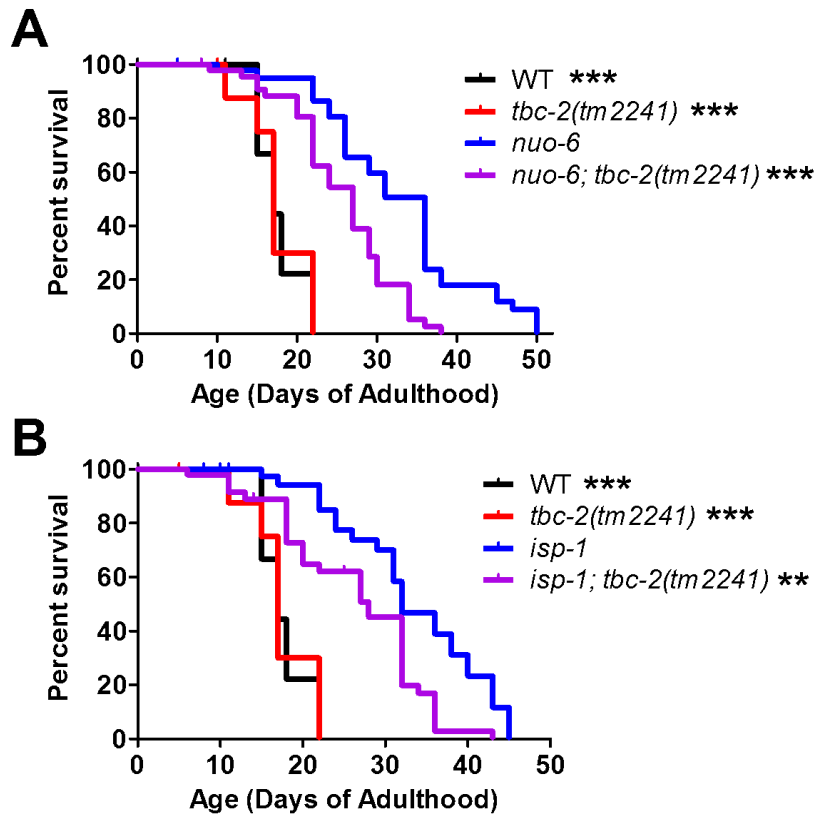 A
Percent survival
100
80
60
40
20
0
0 10 20 30 40 50
Age (Days of Adulthood)
WT ***
tbc-2(tm2241) ***
nuo-6
nuo-6; tbc-2(tm2241) ***
B
Percent survival
100
80
60
40
20
0
0 10 20 30 40 50
Age (Days of Adulthood)
WT ***
tbc-2(tm2241) ***
isp-1
isp-1; tbc-2(tm2241) **